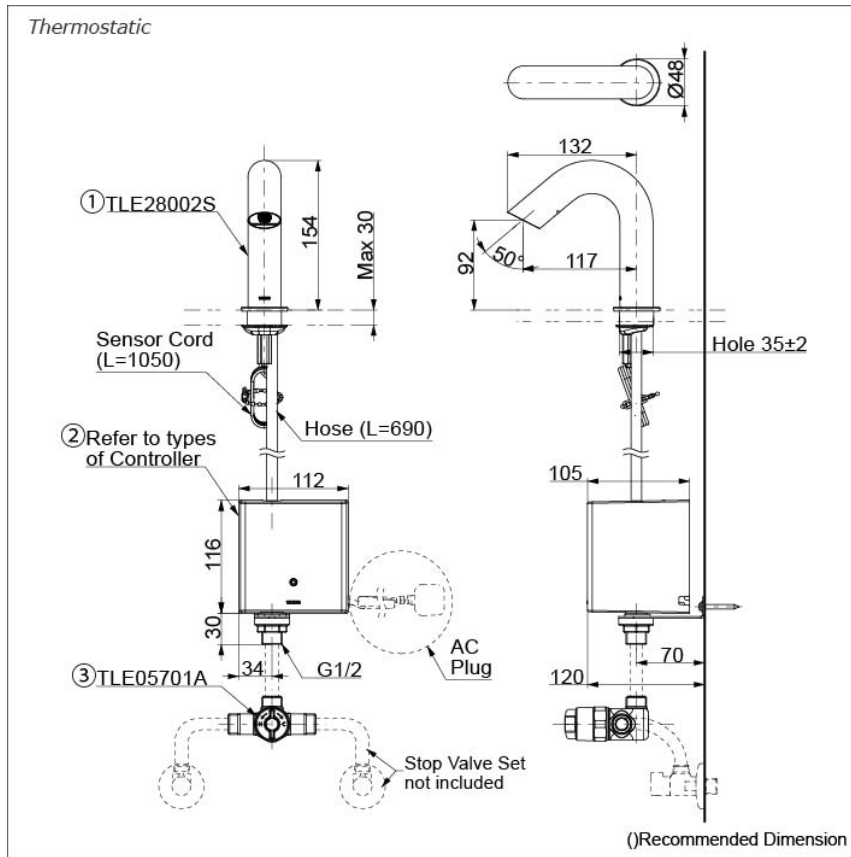 Thermostatic
Ø48
132
①TLE28002S
154
Max 30
92
50°
117
Sensor Cord
(L=1050)
Hole 35±2
Hose (L=690)
②Refer to types
of Controller
112
105
116
30
34
G1/2
AC
Plug
70
120
③TLE05701A
H
C
Stop Valve Set
not included
()Recommended Dimension